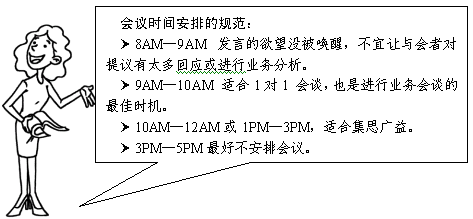 会议时间安排的规范：
➢ 8AM—9AM 发言的欲望没被唤醒，不宜让与会者对
提议有太多回应或进行业务分析。
➢ 9AM—10AM 适合 1 对 1 会谈，也是进行业务会谈的
最佳时机。
➢ 10AM—12AM 或 1PM—3PM，适合集思广益。
➢ 3PM—5PM 最好不安排会议。